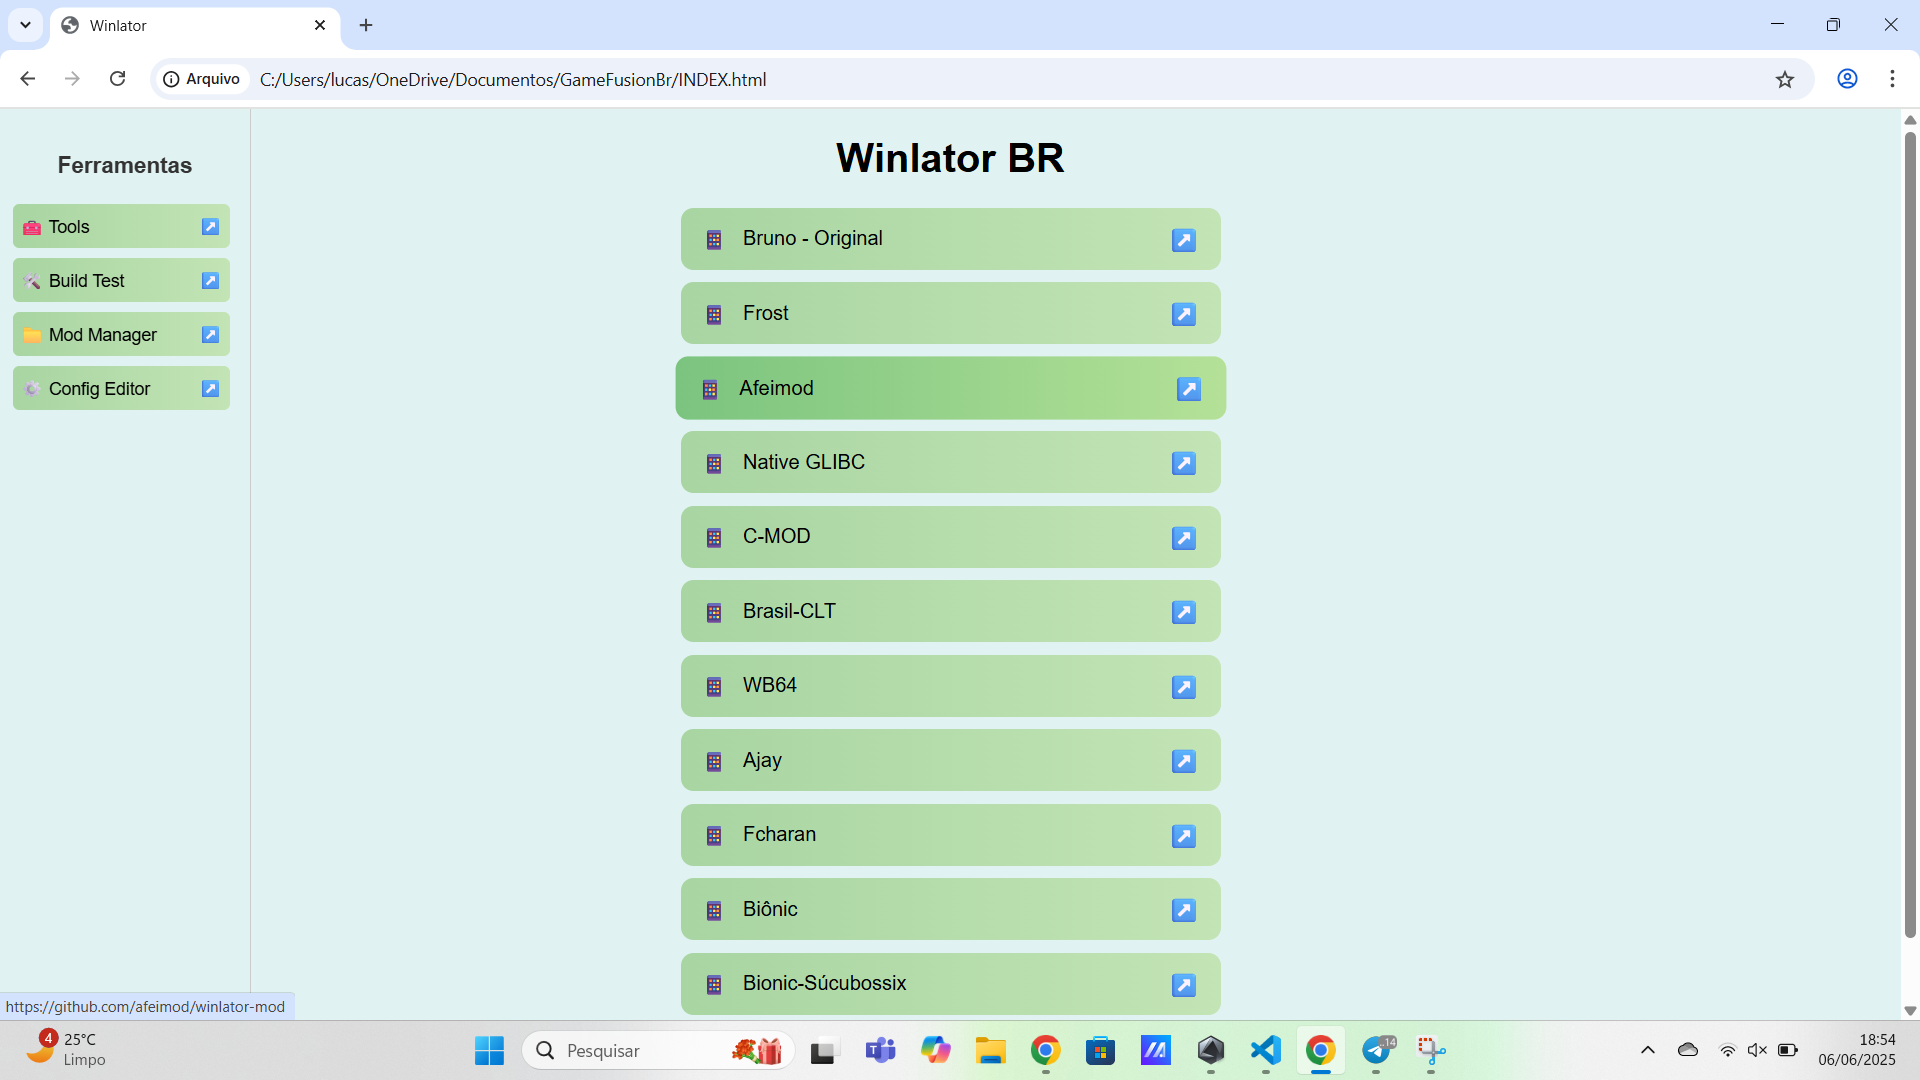 Winlator
Arquivo
C:/Users/lucas/OneDrive/Documentos/GameFusionBr/INDEX.html
Ferramentas
Tools
Build Test
Mod Manager
Config Editor
Winlator BR
Bruno - Original
Frost
Afeimod
Native GLIBC
C-MOD
Brasil-CLT
WB64
Ajay
Fcharan
Biônic
Bionic-Súcubossix
https://github.com/afeimod/winlator-mod
4
25°C
Limpo
Pesquisar
.14
18:54
06/06/2025